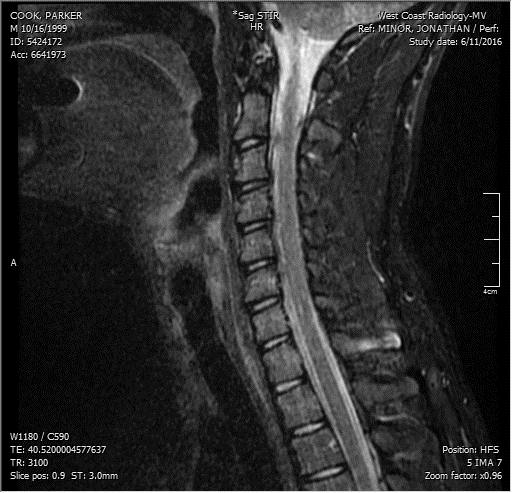 COOK, PARKER
M 10/16/1999
ID: 5424172
Acc: 6641973
*Sag STIR
HR
West Coast Radiology-MV
Ref: MINOR, JONATHAN / Perf:
Study date: 6/11/2016
A
4cm
W1180 / C590
TE: 40.5200004577637
TR: 3100
Slice pos: 0.9 ST: 3.0mm
Position: HFS
5 IMA 7
Zoom factor: x0.96